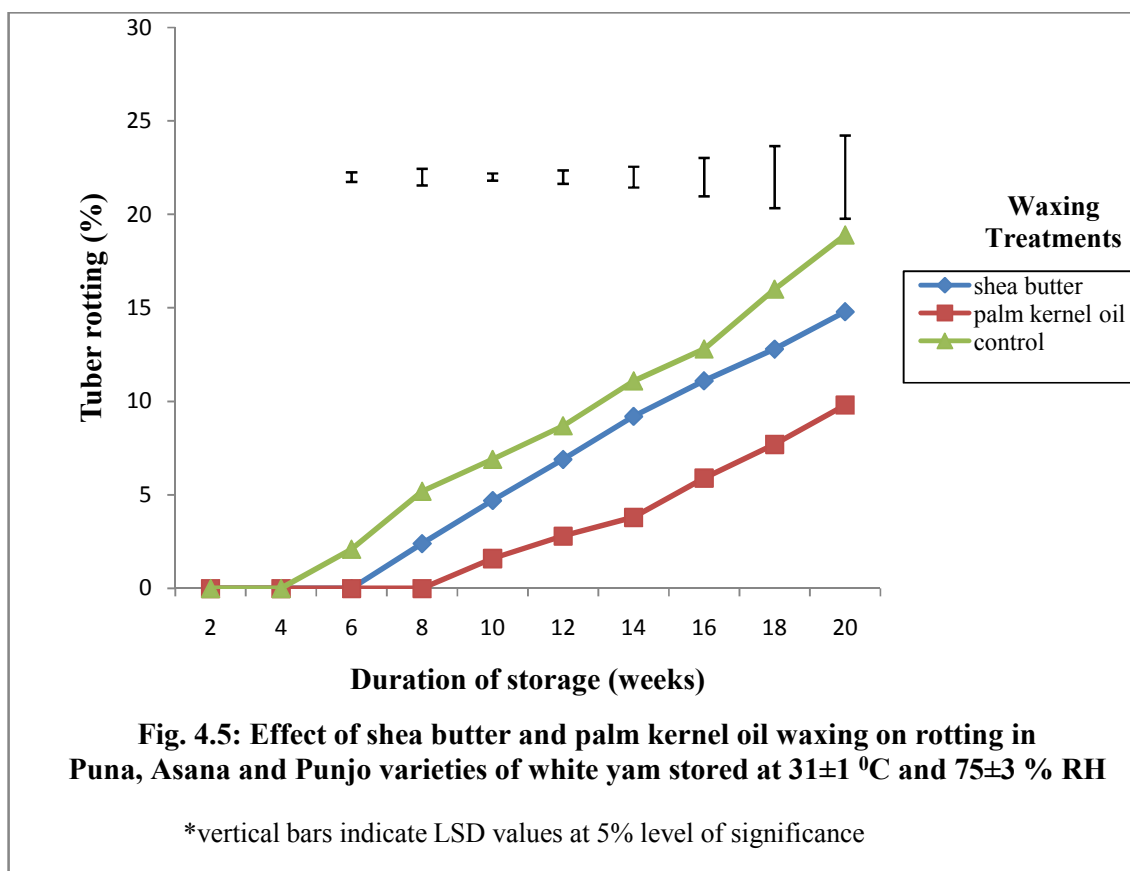 30
25
20
15
10
5
0
Tuber rotting (%)
2 4 6 8 10 12 14 16 18 20
Duration of storage (weeks)
Waxing
Treatments
shea butter
palm kernel oil
control
Fig. 4.5: Effect of shea butter and palm kernel oil waxing on rotting in
Puna, Asana and Punjo varieties of white yam stored at 31±1 ⁰C and 75±3 % RH
*vertical bars indicate LSD values at 5% level of significance